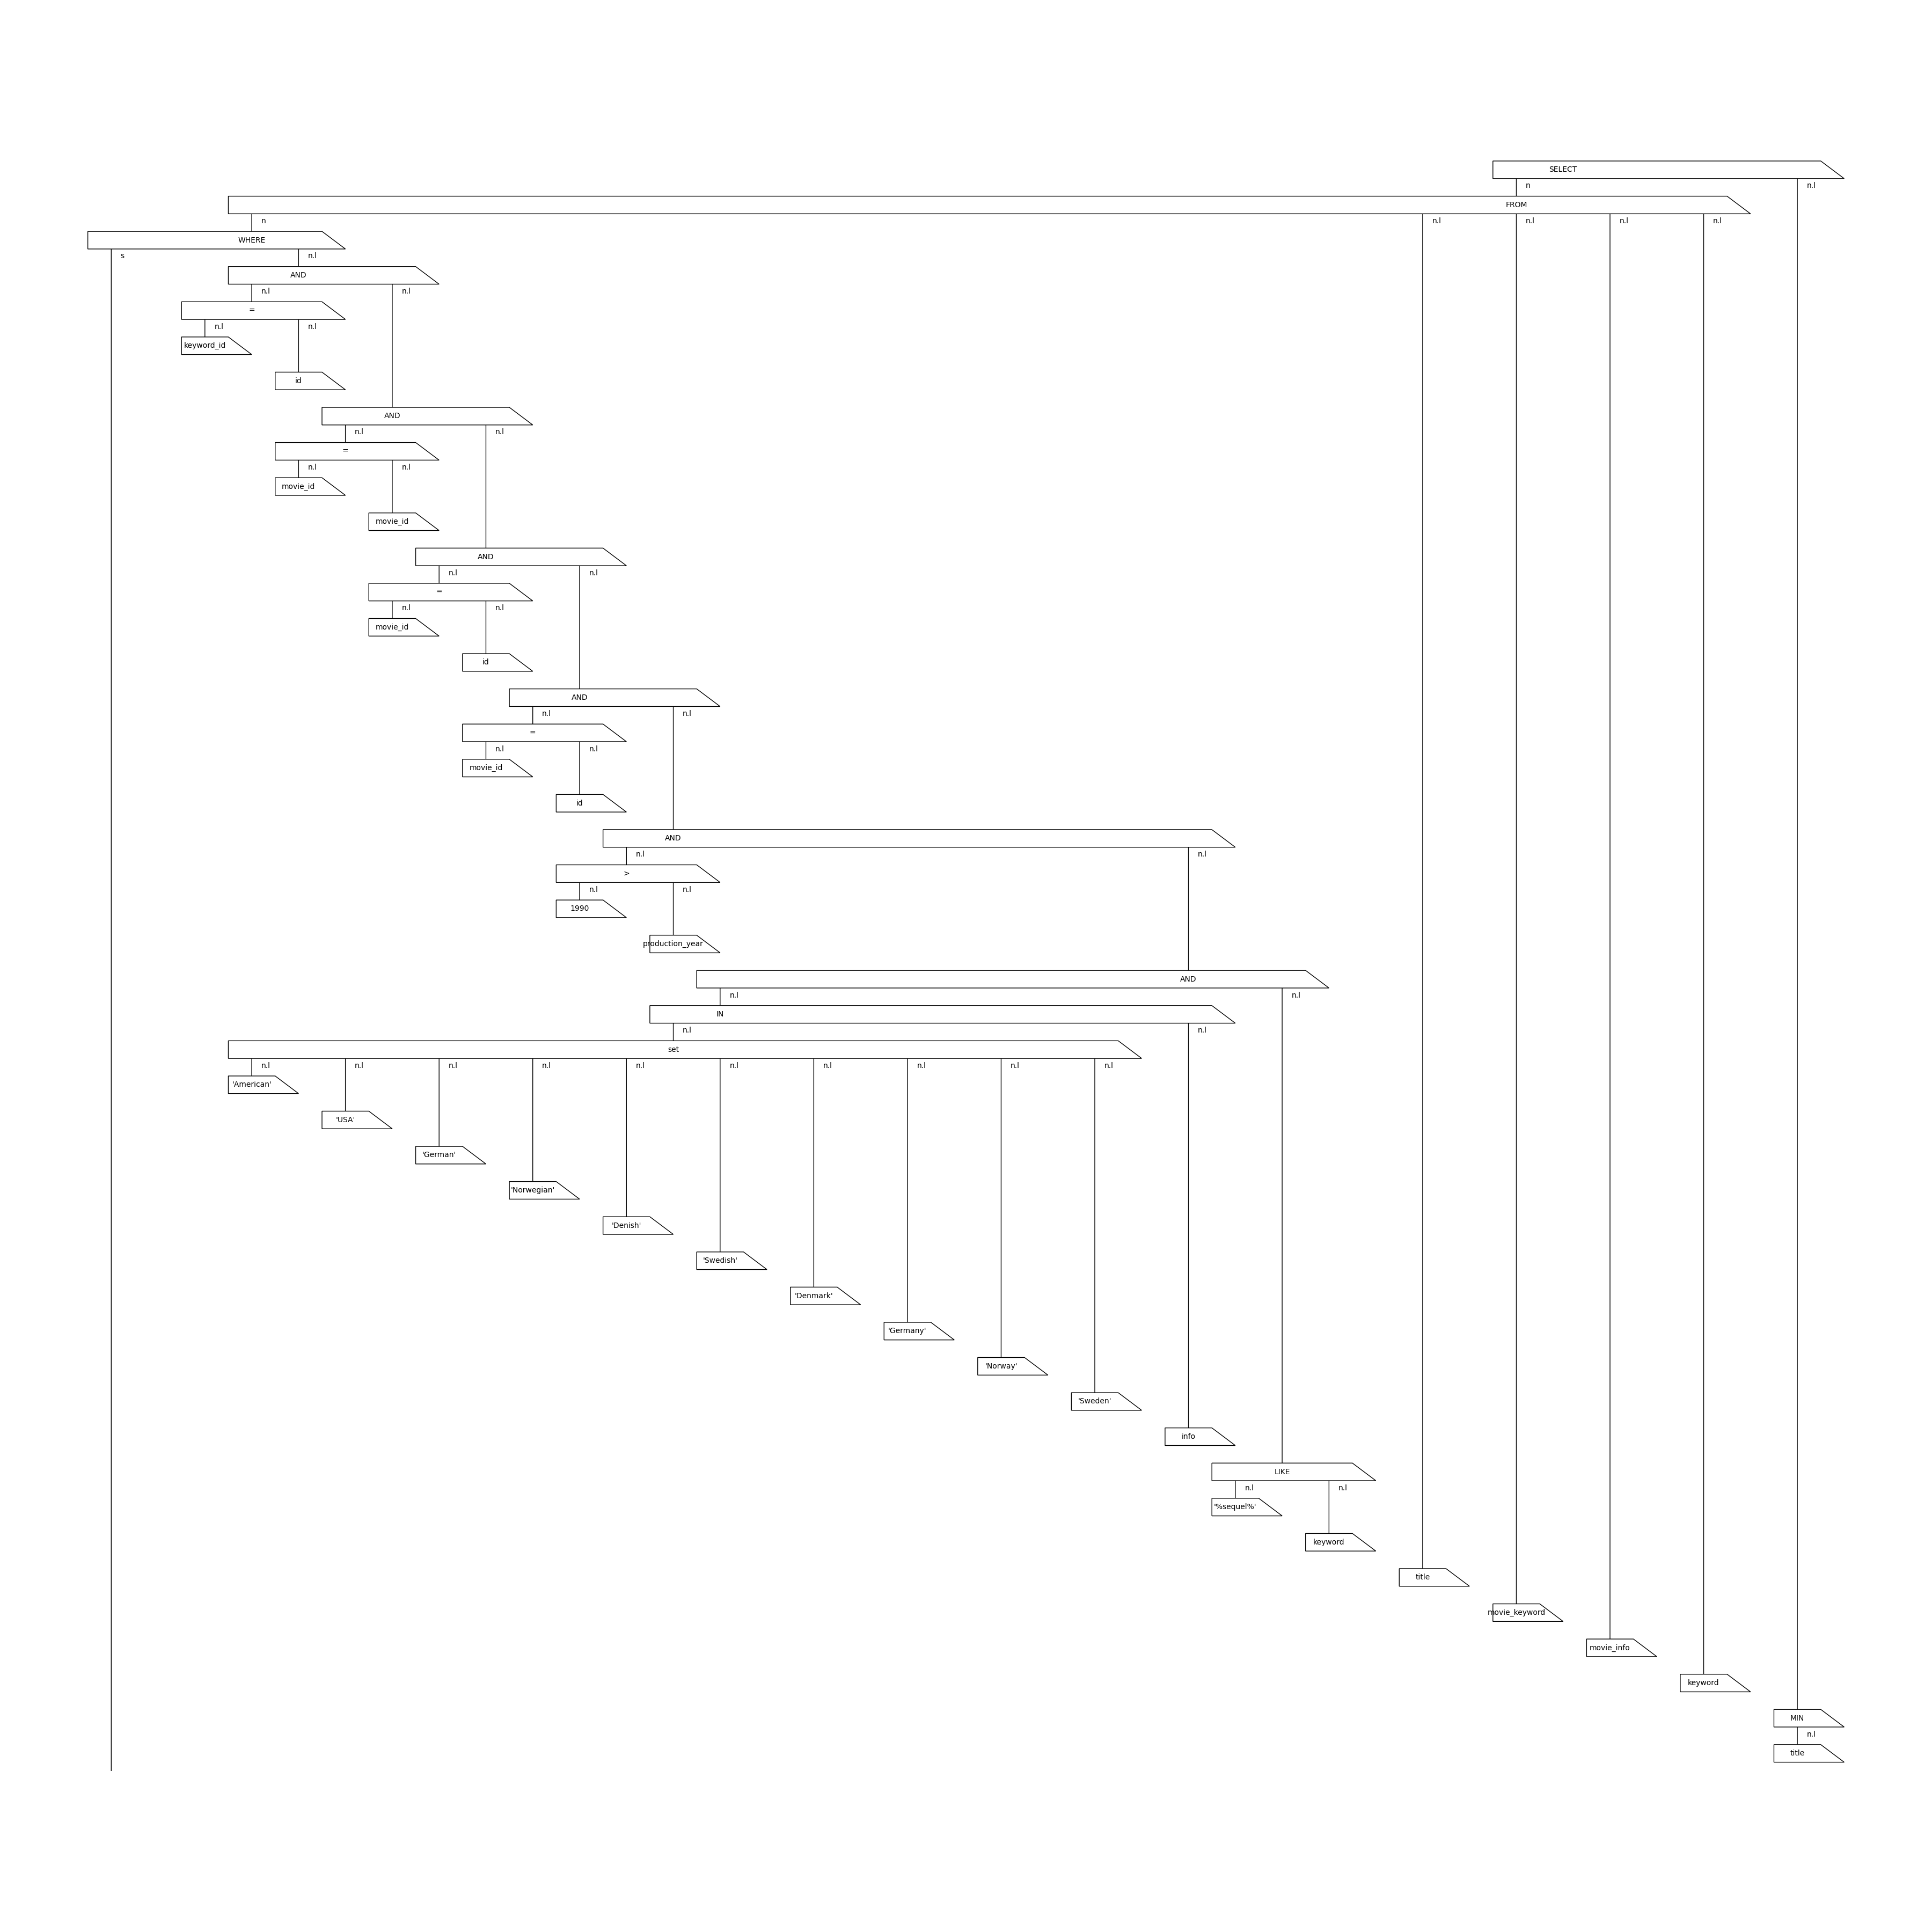 SELECT
n n.l
FROM
n n.l n.l n.l n.l
WHERE
s n.l
AND
n.l n.l
=
n.l n.l
keyword_id
id
AND
n.l n.l
=
n.l n.l
movie_id
movie_id
AND
n.l n.l
=
n.l n.l
movie_id
id
AND
n.l n.l
=
n.l n.l
movie_id
id
AND
n.l n.l
>
n.l n.l
1990
production_year
AND
n.l n.l
IN
n.l n.l
set
n.l n.l n.l n.l n.l n.l n.l n.l n.l n.l
'American'
'USA'
'German'
'Norwegian'
'Denish'
'Swedish'
'Denmark'
'Germany'
'Norway'
'Sweden'
info
LIKE
n.l n.l
'%sequel%'
keyword
title
movie_keyword
movie_info
keyword
MIN
n.l
title